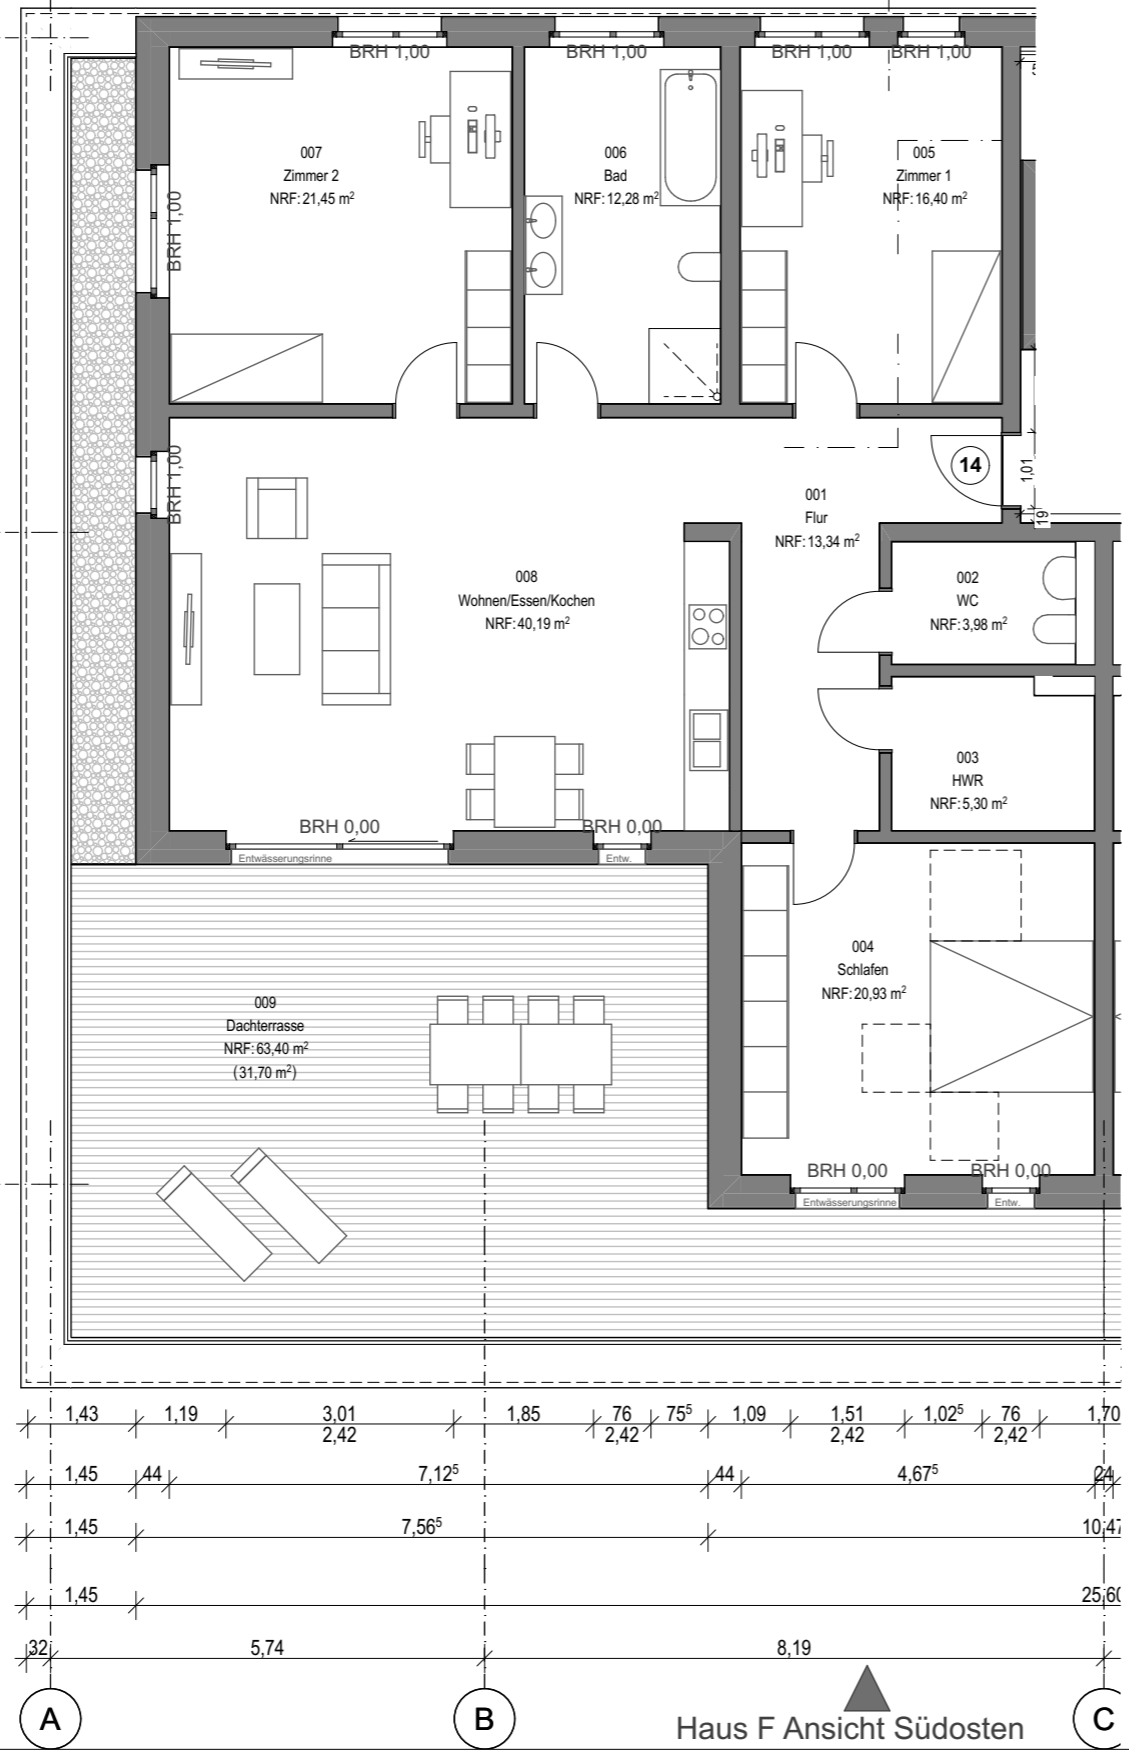 BRH 1,00
BRH 1,00
BRH 1,00
BRH 1,00
007
Zimmer 2
NRF: 21,45 m²
006
Bad
NRF: 12,28 m²
005
Zimmer 1
NRF: 16,40 m²
BRH 1,00
BRH 1,00
14
1,01
19
001
Flur
NRF: 13,34 m²
008
Wohnen/Essen/Kochen
NRF: 40,19 m²
002
WC
NRF: 3,98 m²
003
HWR
NRF: 5,30 m²
BRH 0,00
BRH 0,00
Entwässerungsrinne
Entw.
004
Schlafen
NRF: 20,93 m²
009
Dachterrasse
NRF: 63,40 m²
(31,70 m²)
BRH 0,00
BRH 0,00
Entwässerungsrinne
Entw.
1,43 1,19 3,01 1,85 76 75⁵ 1,09 1,51 1,02⁵ 76 1,70
2,42 2,42 2,42 2,42
1,45 44 7,12⁵ 44 4,67⁵ 24
1,45 7,56⁵ 10,47
1,45 25,60
32 5,74 8,19
A B C
Haus F Ansicht Südosten